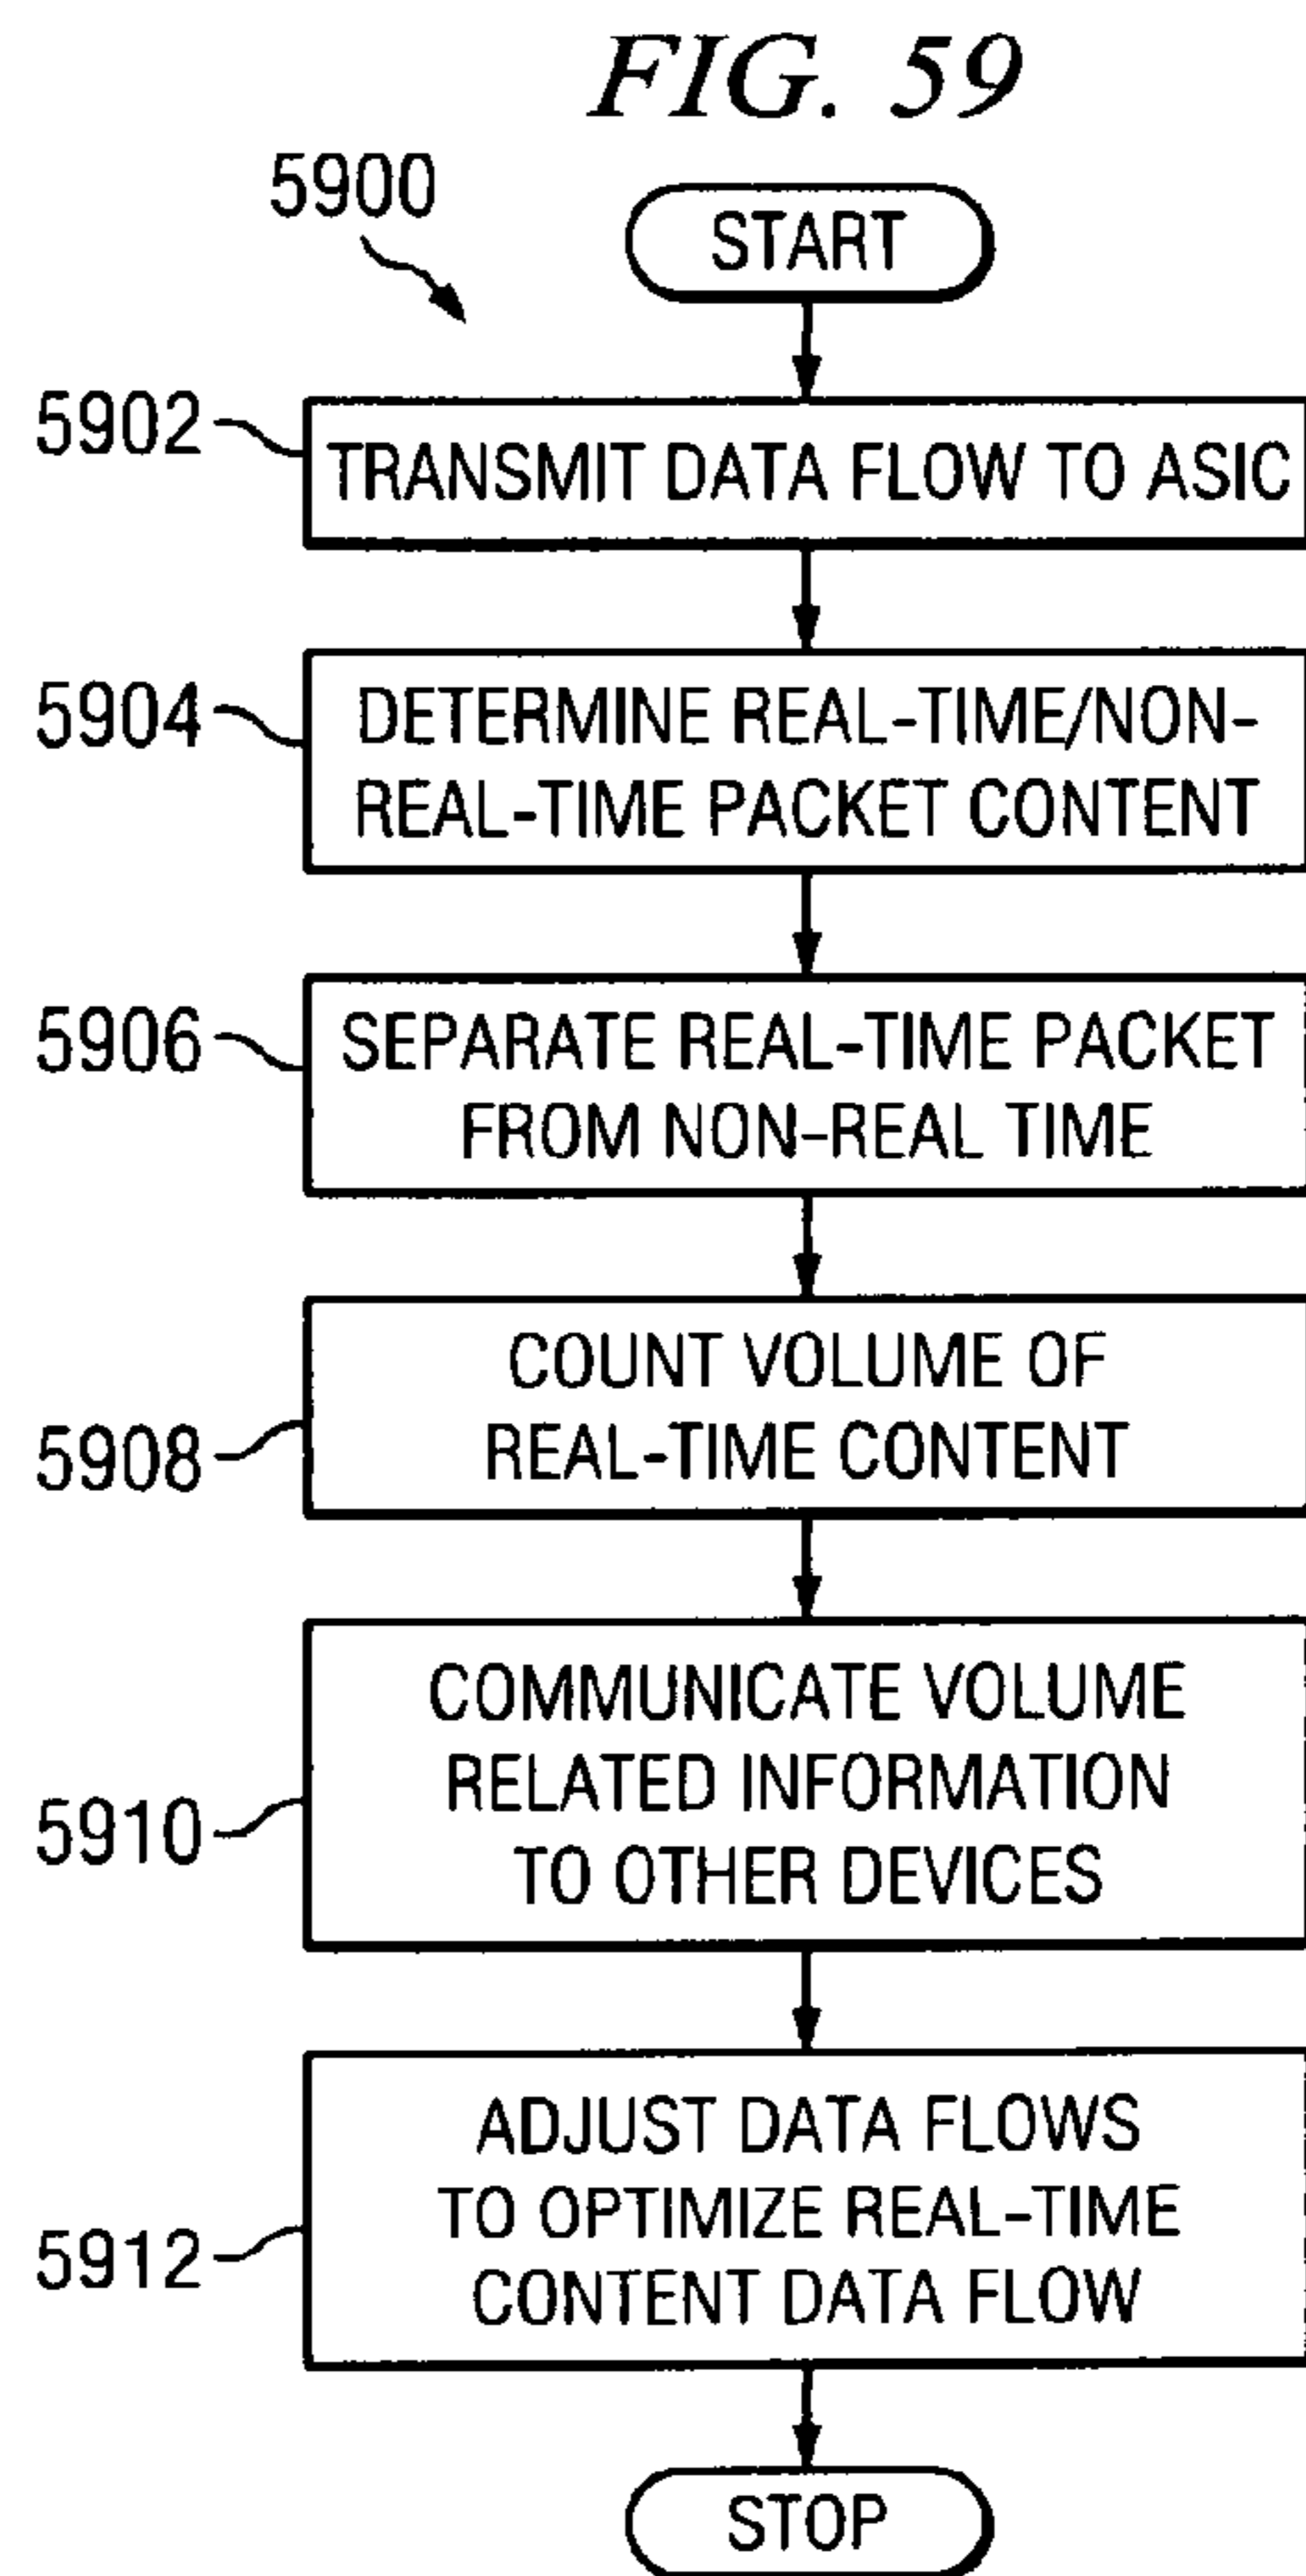 FIG. 59
5900
START
5902
TRANSMIT DATA FLOW TO ASIC
5904
DETERMINE REAL-TIME/NON-
REAL-TIME PACKET CONTENT
5906
SEPARATE REAL-TIME PACKET
FROM NON-REAL TIME
5908
COUNT VOLUME OF
REAL-TIME CONTENT
5910
COMMUNICATE VOLUME
RELATED INFORMATION
TO OTHER DEVICES
5912
ADJUST DATA FLOWS
TO OPTIMIZE REAL-TIME
CONTENT DATA FLOW
STOP